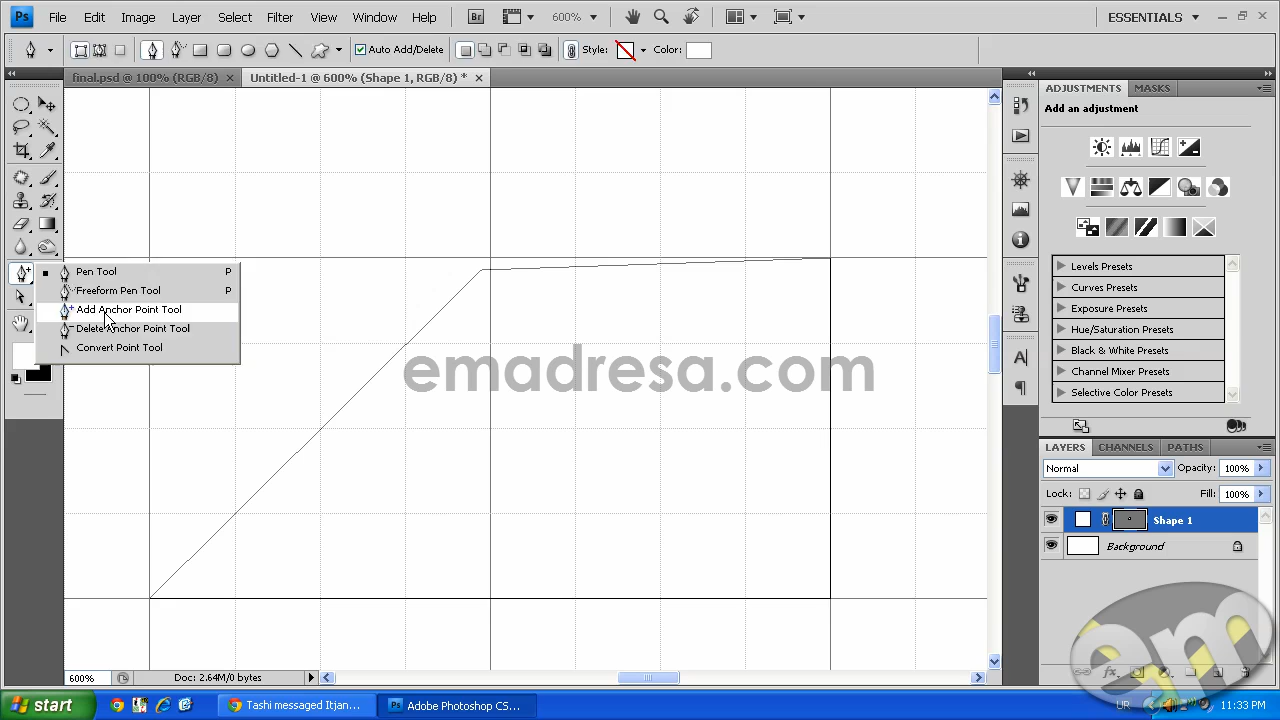 Ps File Edit Image Layer Select Filter View Window Help Br 600% ESSENTIALS
Auto Add/Delete Style: Color:
final.psd @ 100% (RGB/8) Untitled-1 @ 600% (Shape 1, RGB/8) *
ADJUSTMENTS MASKS
Add an adjustment
Pen Tool P
Freeform Pen Tool P
Add Anchor Point Tool
Delete Anchor Point Tool
Convert Point Tool
emadresa.com
Levels Presets
Curves Presets
Exposure Presets
Hue/Saturation Presets
Black & White Presets
Channel Mixer Presets
Selective Color Presets
LAYERS CHANNELS PATHS
Normal Opacity: 100%
Lock: Fill: 100%
Shape 1
Background
em
600% Doc: 2.64M/0 bytes
start Tashi messaged Itjan... Adobe Photoshop CS... UR 11:33 PM